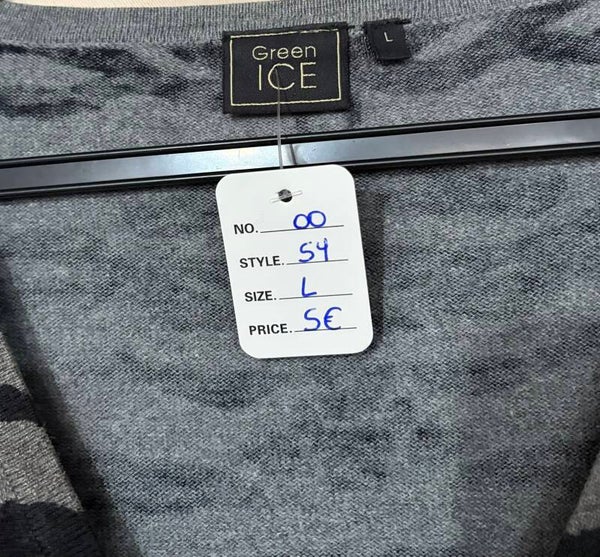 Green
ICE
L
NO. 00
STYLE. 54
SIZE. L
PRICE. 5€